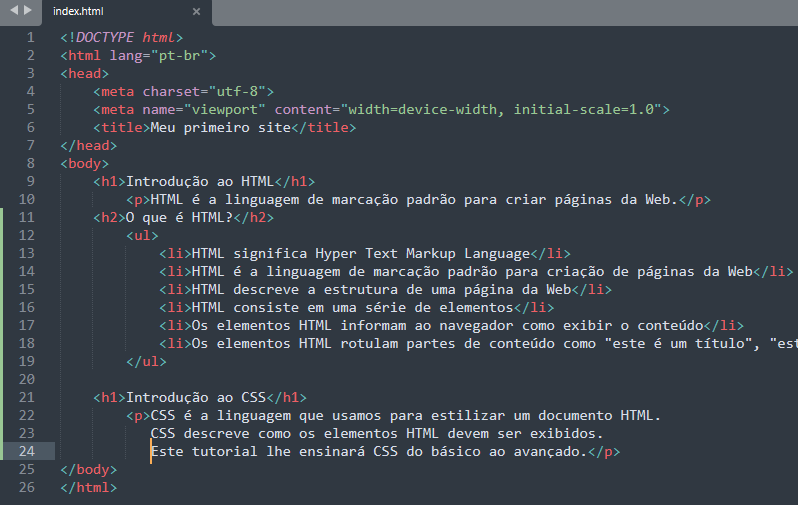 index.html
1 <!DOCTYPE html>
2 <html lang="pt-br">
3 <head>
4 <meta charset="utf-8">
5 <meta name="viewport" content="width=device-width, initial-scale=1.0">
6 <title>Meu primeiro site</title>
7 </head>
8 <body>
9 <h1>Introdução ao HTML</h1>
10 <p>HTML é a linguagem de marcação padrão para criar páginas da Web.</p>
11 <h2>O que é HTML?</h2>
12 <ul>
13 <li>HTML significa Hyper Text Markup Language</li>
14 <li>HTML é a linguagem de marcação padrão para criação de páginas da Web</li>
15 <li>HTML descreve a estrutura de uma página da Web</li>
16 <li>HTML consiste em uma série de elementos</li>
17 <li>Os elementos HTML informam ao navegador como exibir o conteúdo</li>
18 <li>Os elementos HTML rotulam partes de conteúdo como "este é um título", "est
19 </ul>
20
21 <h1>Introdução ao CSS</h1>
22 <p>CSS é a linguagem que usamos para estilizar um documento HTML.
23 CSS descreve como os elementos HTML devem ser exibidos.
24 Este tutorial lhe ensinará CSS do básico ao avançado.</p>
25 </body>
26 </html>